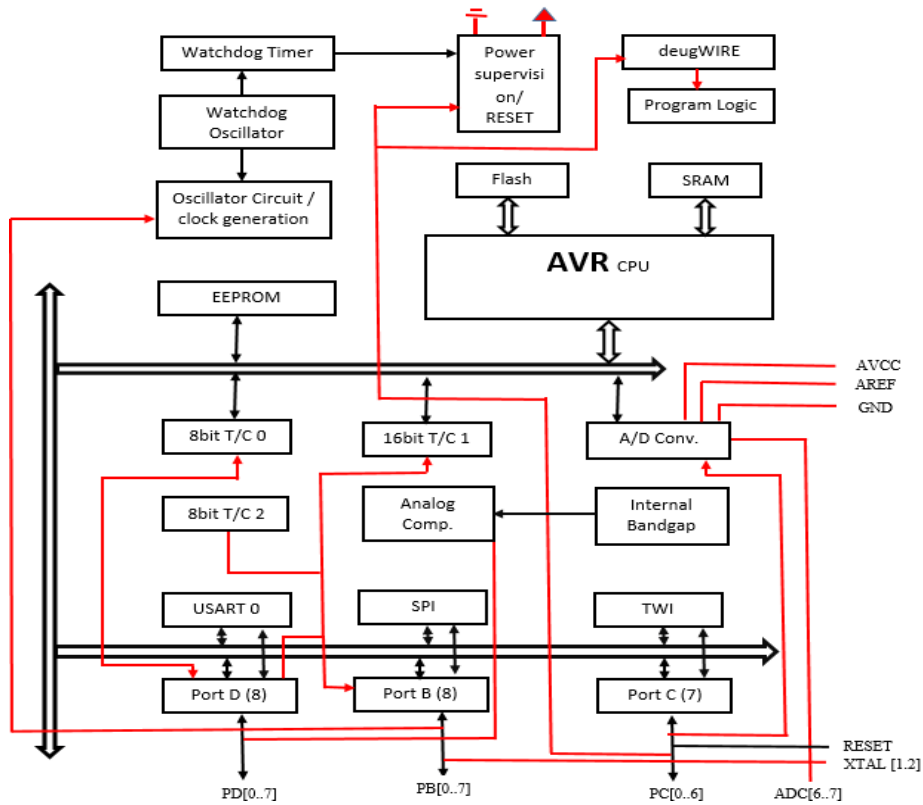 Watchdog Timer
Power
supervisi
on/
RESET
deugWIRE
Program Logic
Watchdog
Oscillator
Oscillator Circuit /
clock generation
Flash
SRAM
AVR CPU
EEPROM
AVCC
AREF
GND
8bit T/C 0
16bit T/C 1
A/D Conv.
8bit T/C 2
Analog
Comp.
Internal
Bandgap
USART 0
SPI
TWI
Port D (8)
Port B (8)
Port C (7)
RESET
XTAL [1.2]
PD[0..7]
PB[0..7]
PC[0..6]
ADC[6..7]